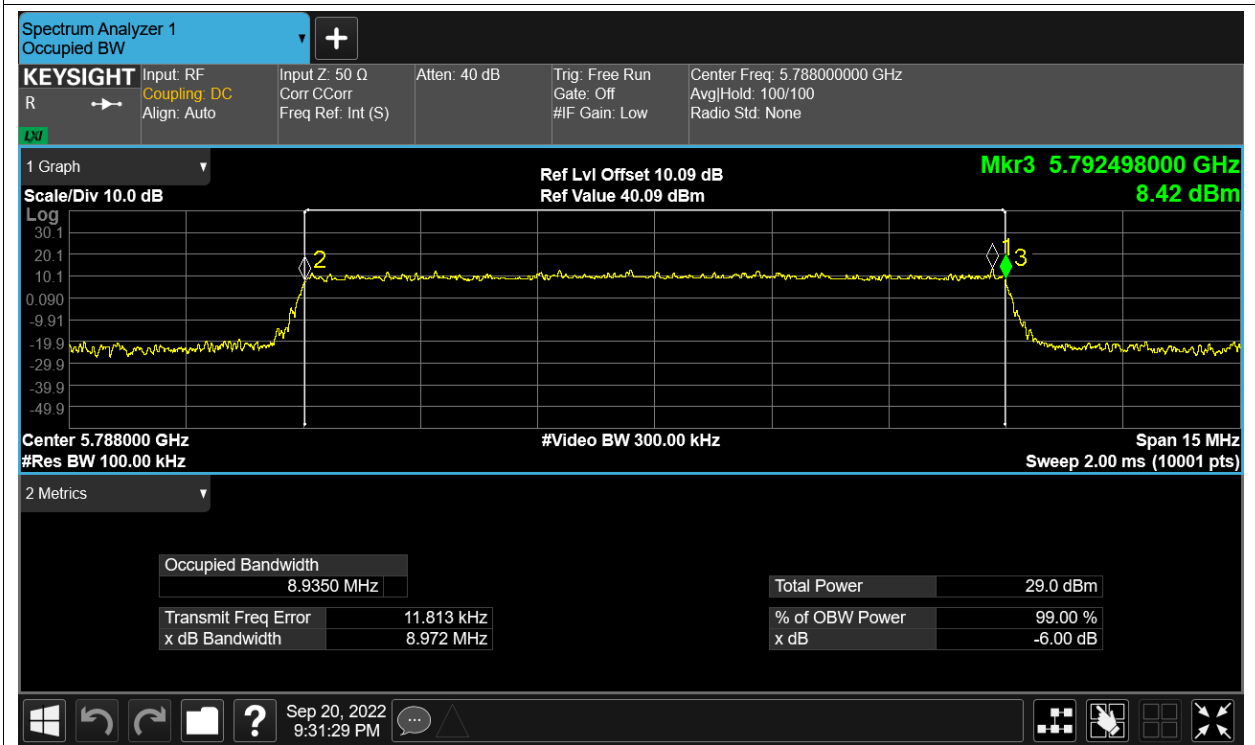 Spectrum Analyzer 1
Occupied BW
KEYSIGHT
R
LXI
Input: RF
Coupling: DC
Align: Auto
Input Z: 50 Ω
Corr CCorr
Freq Ref: Int (S)
Atten: 40 dB
Trig: Free Run
Gate: Off
#IF Gain: Low
Center Freq: 5.788000000 GHz
Avg|Hold: 100/100
Radio Std: None
1 Graph
Scale/Div 10.0 dB
Ref Lvl Offset 10.09 dB
Ref Value 40.09 dBm
Mkr3 5.792498000 GHz
8.42 dBm
Log
30.1
20.1
10.1
0.090
-9.91
-19.9
-29.9
-39.9
-49.9
2
1
3
Center 5.788000 GHz
#Res BW 100.00 kHz
#Video BW 300.00 kHz
Span 15 MHz
Sweep 2.00 ms (10001 pts)
2 Metrics
Occupied Bandwidth
8.9350 MHz
Transmit Freq Error 11.813 kHz
x dB Bandwidth 8.972 MHz
Total Power 29.0 dBm
% of OBW Power 99.00 %
x dB -6.00 dB
?
Sep 20, 2022
9:31:29 PM